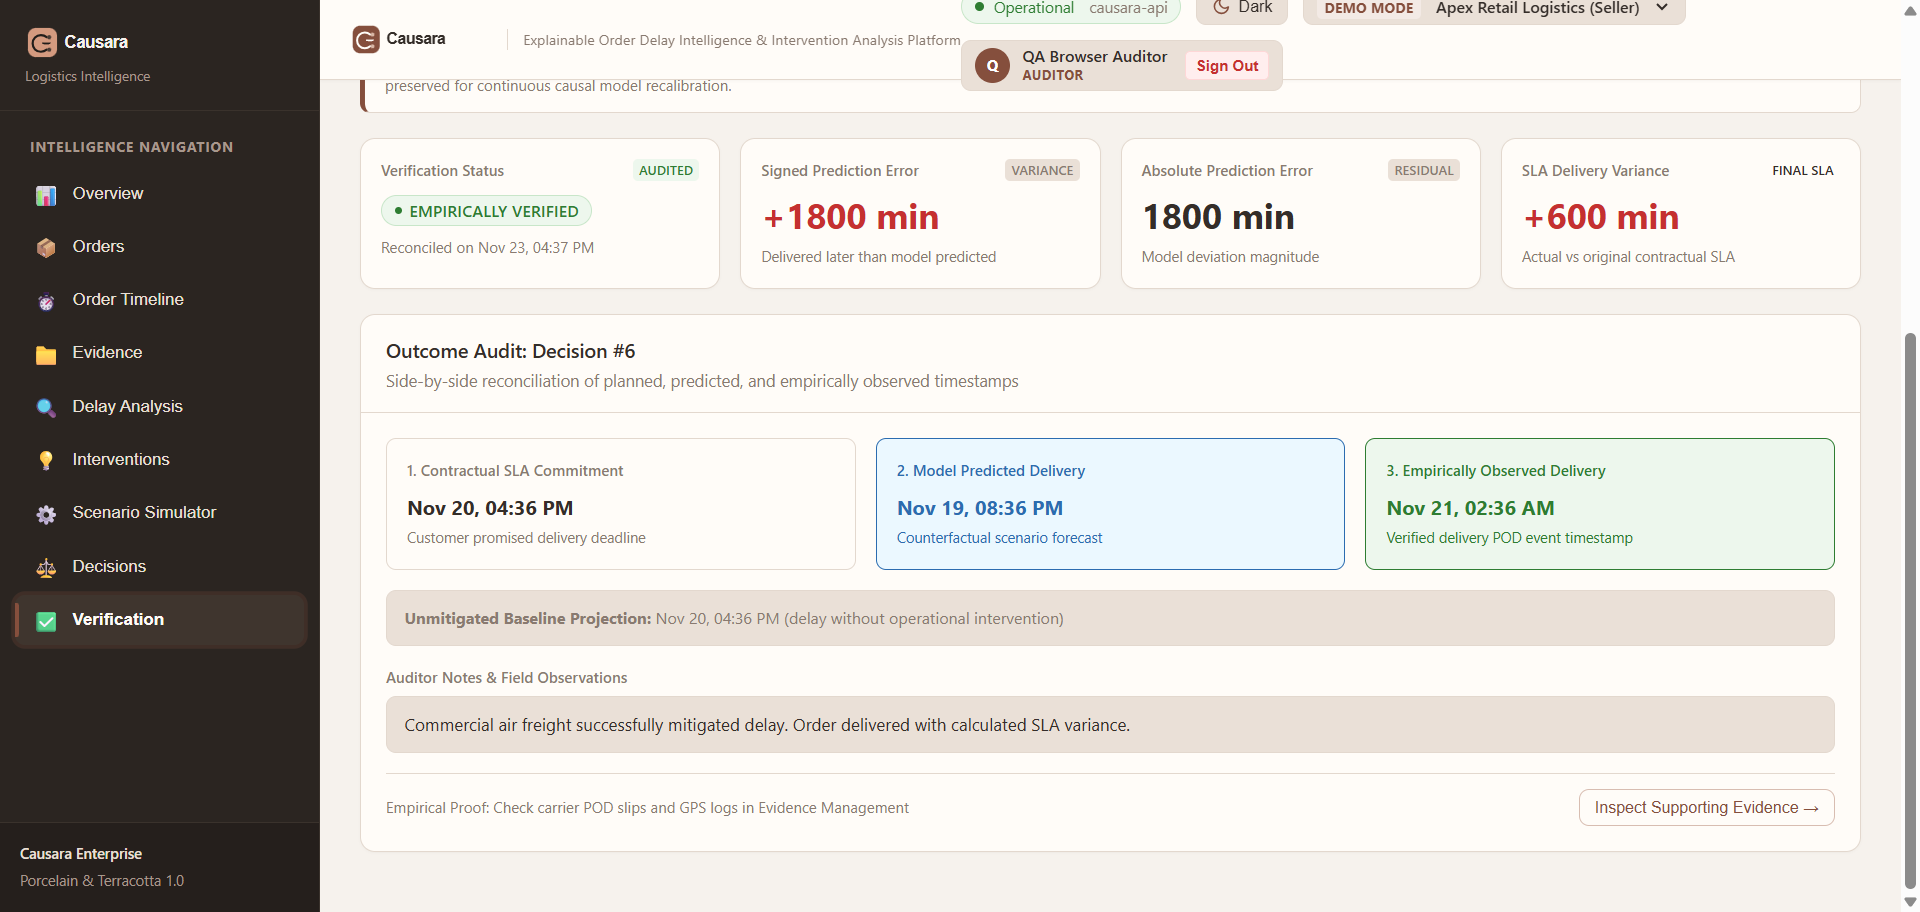 Causara
Logistics Intelligence
INTELLIGENCE NAVIGATION
Overview
Orders
Order Timeline
Evidence
Delay Analysis
Interventions
Scenario Simulator
Decisions
Verification
Causara Enterprise
Porcelain & Terracotta 1.0
Causara
Explainable Order Delay Intelligence & Intervention Analysis Platform
Operational causara-api
Dark
DEMO MODE Apex Retail Logistics (Seller)
Q
QA Browser Auditor
AUDITOR
Sign Out
preserved for continuous causal model recalibration.
Verification Status AUDITED
EMPIRICALLY VERIFIED
Reconciled on Nov 23, 04:37 PM
Signed Prediction Error VARIANCE
+1800 min
Delivered later than model predicted
Absolute Prediction Error RESIDUAL
1800 min
Model deviation magnitude
SLA Delivery Variance FINAL SLA
+600 min
Actual vs original contractual SLA
Outcome Audit: Decision #6
Side-by-side reconciliation of planned, predicted, and empirically observed timestamps
1. Contractual SLA Commitment
Nov 20, 04:36 PM
Customer promised delivery deadline
2. Model Predicted Delivery
Nov 19, 08:36 PM
Counterfactual scenario forecast
3. Empirically Observed Delivery
Nov 21, 02:36 AM
Verified delivery POD event timestamp
Unmitigated Baseline Projection: Nov 20, 04:36 PM (delay without operational intervention)
Auditor Notes & Field Observations
Commercial air freight successfully mitigated delay. Order delivered with calculated SLA variance.
Empirical Proof: Check carrier POD slips and GPS logs in Evidence Management
Inspect Supporting Evidence →